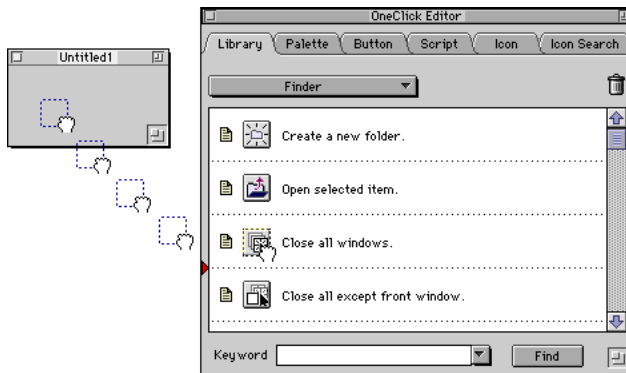 OneClick Editor
Untitled1
Library Palette Button Script Icon Icon Search
Finder
Create a new folder.
Open selected item.
Close all windows.
Close all except front window.
Keyword Find